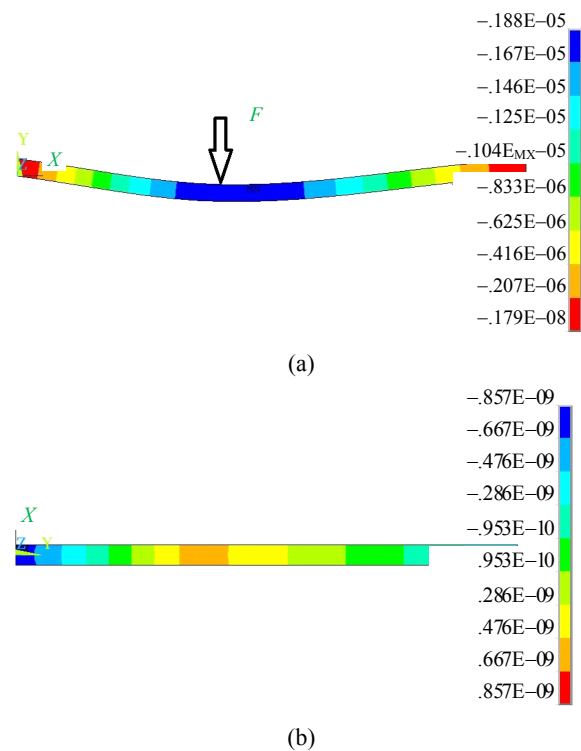 −.188E−05
−.167E−05
F
−.146E−05
−.125E−05
Y
Z X
−.104EMX−05
−.833E−06
−.625E−06
−.416E−06
−.207E−06
−.179E−08
(a)
−.857E−09
−.667E−09
−.476E−09
−.286E−09
X
−.953E−10
Z Y
.953E−10
.286E−09
.476E−09
.667E−09
.857E−09
(b)